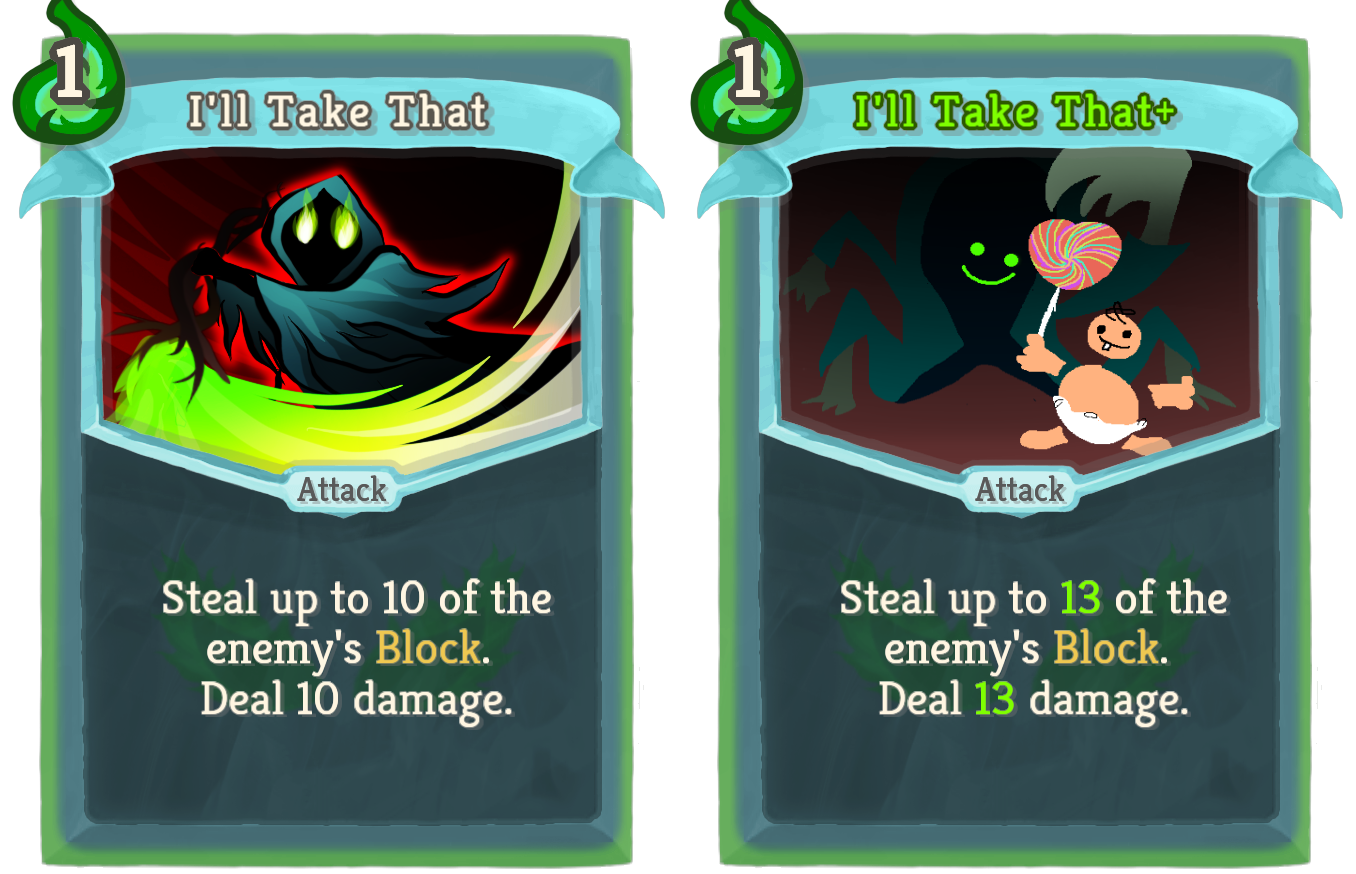 1
I'll Take That
Attack
Steal up to 10 of the
enemy's Block.
Deal 10 damage.
1
I'll Take That+
Attack
Steal up to 13 of the
enemy's Block.
Deal 13 damage.